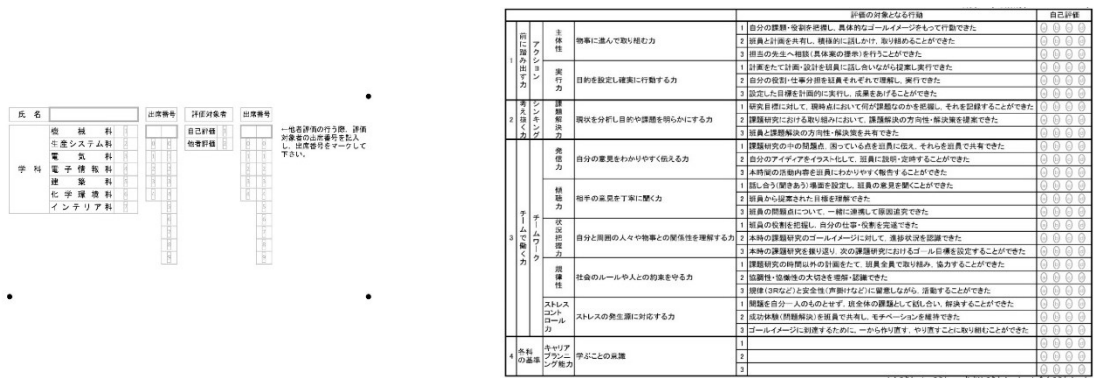 氏 名
出席番号
評価対象者
出席番号
自己評価
他者評価
←他者評価の行う際、評価
対象者の出席番号を記入
し、出席番号をマークして
下さい。
学 科
機 械 科
生産システム科
電 気 科
電子情報科
建 築 科
化学環境科
インテリア科
評価の対象となる行動
自己評価
1
前に踏み出す力
アクション
主体性
物事に進んで取り組む力
1 自分の課題・役割を把握し、具体的なゴールイメージをもって行動できた
2 班員と計画を共有し、積極的に話しかけ、取り組めることができた
3 担当の先生へ相談(具体案の提示)を行うことができた
実行力
目的を設定し確実に行動する力
1 計画をたて計画・設計を班員に話し合いながら提案し実行できた
2 自分の役割・仕事分担を班員それぞれで理解し、実行できた
3 設定した目標を計画的に実行し、成果をあげることができた
2
考え抜く力
シンキング
課題解決力
現状を分析し目的や課題を明らかにする力
1 研究目標に対して、現時点において何が課題なのかを把握し、それを記録することができた
2 課題研究における取り組みにおいて、課題解決の方向性・解決策を提案できた
3 班員と課題解決の方向性・解決策を共有できた
3
チームで働く力
チームワーク
発信力
自分の意見をわかりやすく伝える力
1 課題研究の中の問題点、困っている点を班員に伝え、それらを班員で共有できた
2 自分のアイディアをイラスト化して、班員に説明・定時することができた
3 本時間の活動内容を班員にわかりやすく報告することができた
傾聴力
相手の意見を丁寧に聞く力
1 話し合う(聞きあう)場面を設定し、班員の意見を聞くことができた
2 班員から提案された目標を理解できた
3 班員の問題点について、一緒に連携して原因追究できた
状況把握力
自分と周囲の人々や物事との関係性を理解する力
1 班員の役割を把握し、自分の仕事・役割を完遂できた
2 本時の課題研究のゴールイメージに対して、進捗状況を認識できた
3 本時の課題研究を振り返り、次の課題研究におけるゴール目標を設定することができた
規律性
社会のルールや人との約束を守る力
1 課題研究の時間以外の計画をたて、班員全員で取り組み、協力することができた
2 協調性・協働性の大切さを理解・認識できた
3 規律(3Rなど)と安全性(声掛けなど)に留意しながら、活動することができた
ストレス
コント
ロール
力
ストレスの発生源に対応する力
1 問題を自分一人のものとせず、班全体の課題として話し合い、解決することができた
2 成功体験(問題解決)を班員で共有し、モチベーションを維持できた
3 ゴールイメージに到達するために、一から作り直す、やり直すことに取り組むことができた
4
各科
の基準
キャリア
プランニ
ング能力
学ぶことの意識
1
2
3